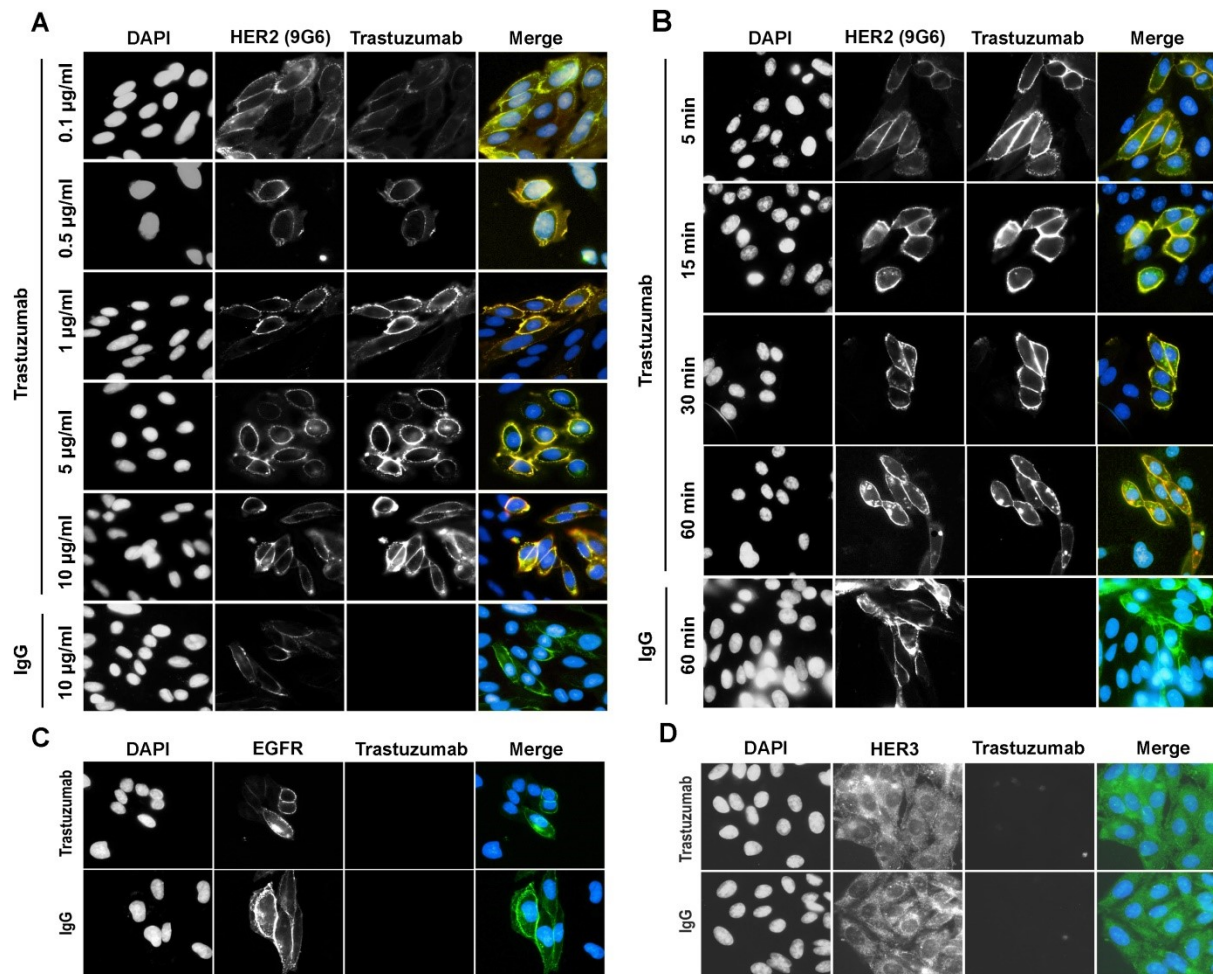 A
DAPI HER2 (9G6) Trastuzumab Merge
Trastuzumab
0.1 µg/ml
0.5 µg/ml
1 µg/ml
5 µg/ml
10 µg/ml
IgG
10 µg/ml
B
DAPI HER2 (9G6) Trastuzumab Merge
Trastuzumab
5 min
15 min
30 min
60 min
IgG
60 min
C
DAPI EGFR Trastuzumab Merge
Trastuzumab
IgG
D
DAPI HER3 Trastuzumab Merge
Trastuzumab
IgG